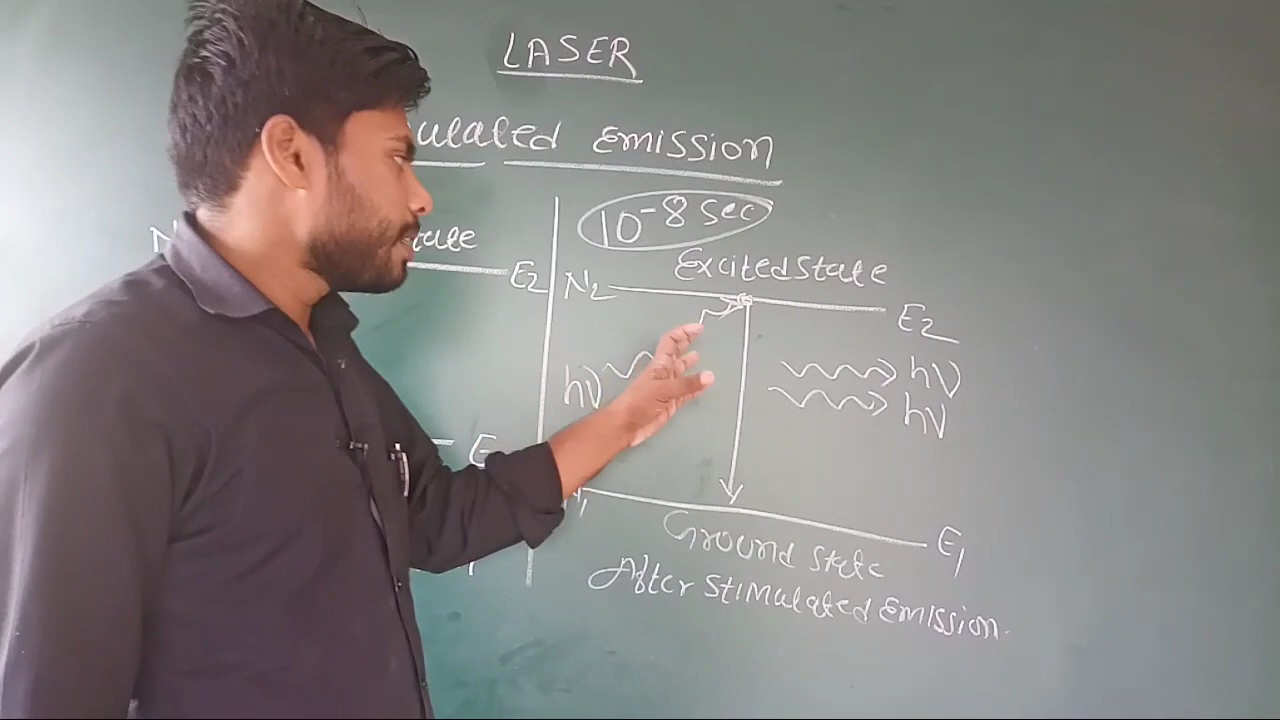 LASER
ulated Emission
10-8 sec
tate
Excited state
E2
N2
E2
hν
hν
hν
E
E1
Ground state
After stimulated Emission.